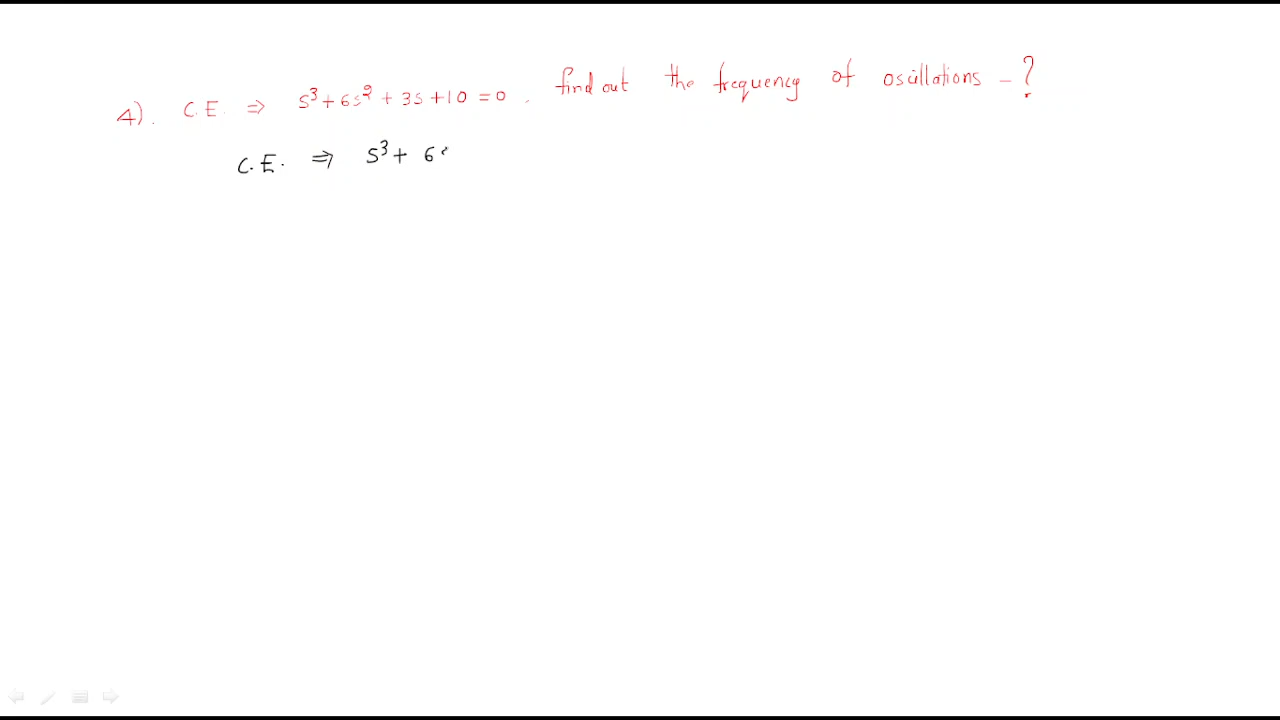 4). C.E. ⇒ S³ + 6s² + 3s + 10 = 0 . find out the frequency of oscillations - ?
C.E. ⇒ S³ + 6